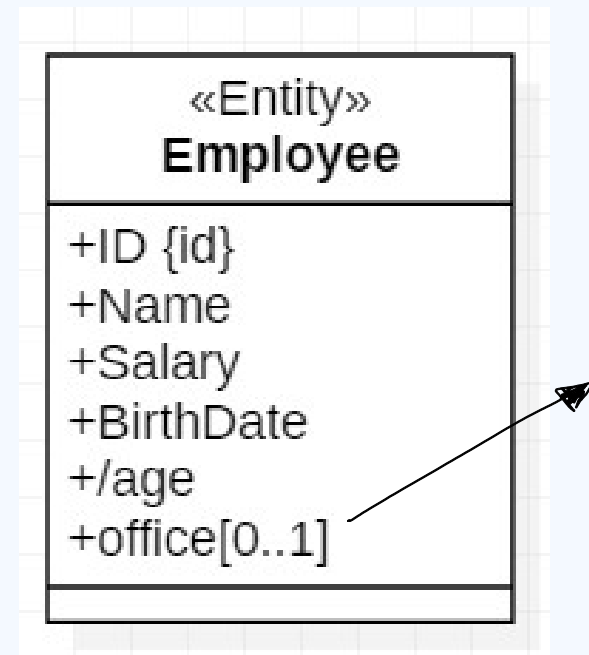 «Entity»
Employee
+ID {id}
+Name
+Salary
+BirthDate
+/age
+office[0..1]